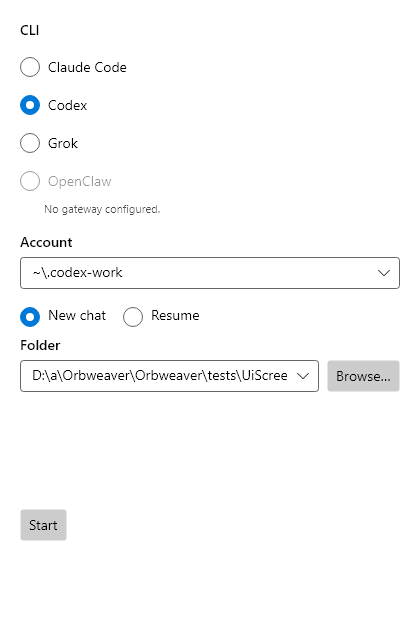 CLI
Claude Code
Codex
Grok
OpenClaw
No gateway configured.
Account
~\.codex-work
New chat Resume
Folder
D:\a\Orbweaver\Orbweaver\tests\UiScree Browse...
Start